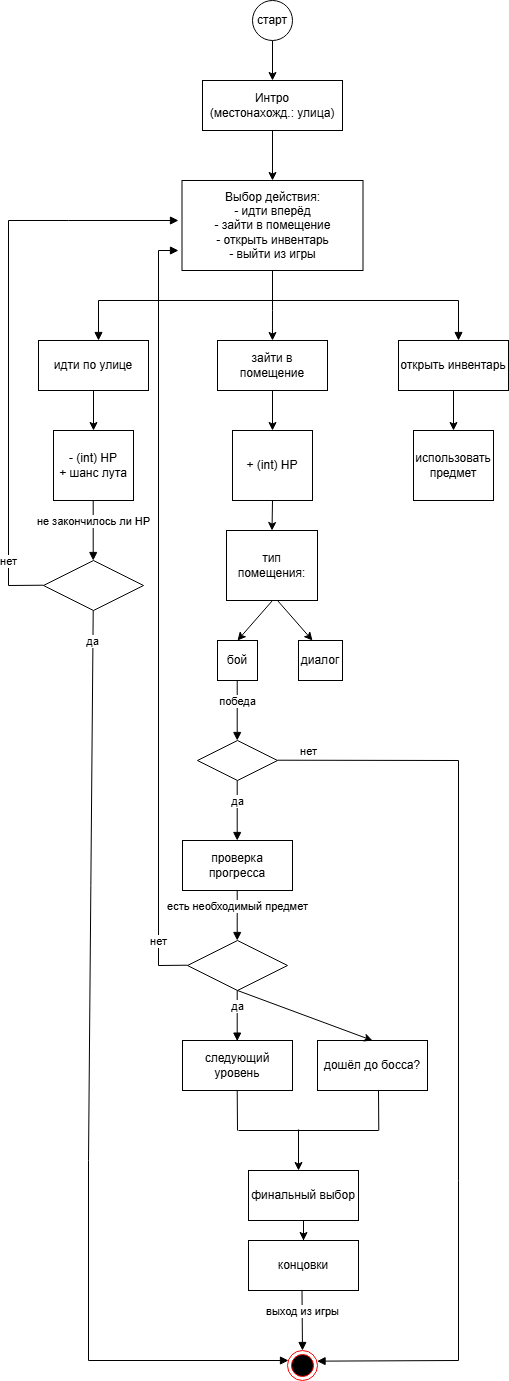 старт
Интро
(местонахожд.: улица)
Выбор действия:
- идти вперёд
- зайти в помещение
- открыть инвентарь
- выйти из игры
идти по улице
зайти в
помещение
открыть инвентарь
- (int) HP
+ шанс лута
+ (int) HP
использовать
предмет
не закончилось ли HP
нет
тип
помещения:
да
бой
диалог
победа
нет
да
проверка
прогресса
есть необходимый предмет
нет
да
следующий
уровень
дошёл до босса?
финальный выбор
концовки
выход из игры